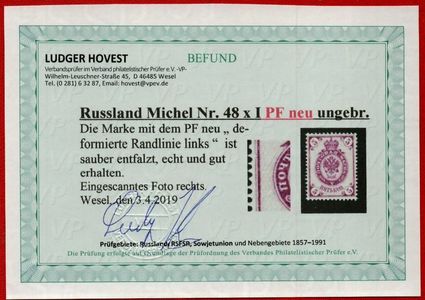 LUDGER HOVEST
BEFUND
Verbandsprüfer im Verband philatelistischer Prüfer e.V. -VP-
Wilhelm-Leuschner-Straße 45, D 46485 Wesel
Tel. (0 281) 6 32 87, Email: hovest@vpev.de
Russland Michel Nr. 48 x I PF neu ungebr.
Die Marke mit dem PF neu „ de-
formierte Randlinie links “ ist
sauber entfalzt, echt und gut
erhalten.
Eingescanntes Foto rechts.
Wesel, den 3.4.2019
Prüfgebiete: Russland/RSFSR, Sowjetunion und Nebengebiete 1857–1991
Die Prüfung erfolgte auf Grundlage der Prüfordnung des Verbandes Philatelistischer Prüfer e.V.